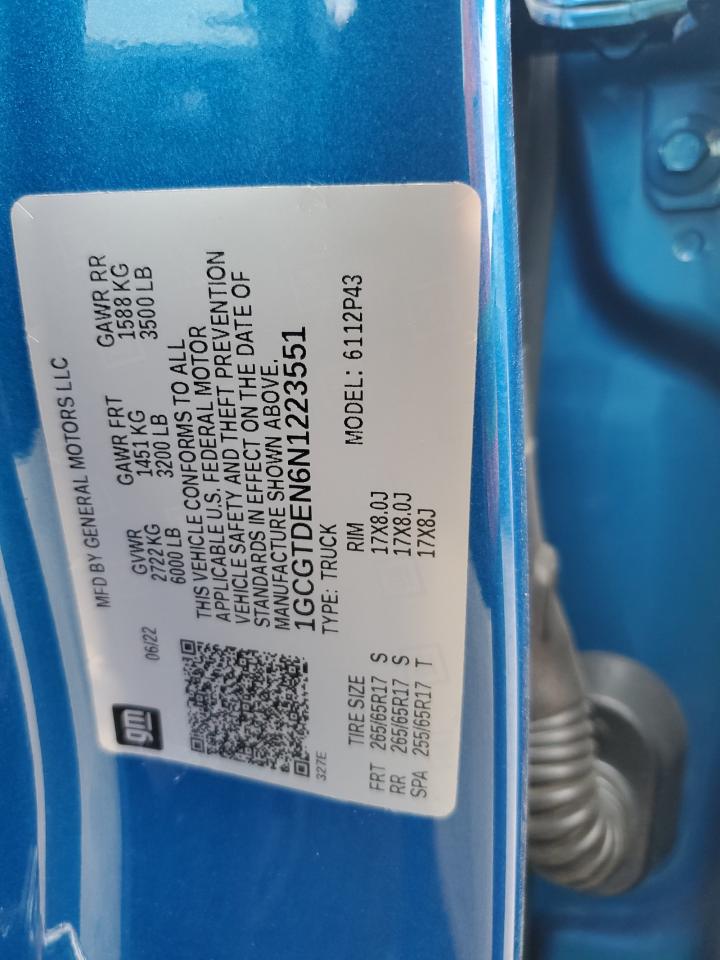 gm
MFD BY GENERAL MOTORS LLC
06/22
GVWR GAWR FRT GAWR RR
2722 KG 1451 KG 1588 KG
6000 LB 3200 LB 3500 LB
THIS VEHICLE CONFORMS TO ALL
APPLICABLE U.S. FEDERAL MOTOR
VEHICLE SAFETY AND THEFT PREVENTION
STANDARDS IN EFFECT ON THE DATE OF
MANUFACTURE SHOWN ABOVE.
1GCGTDEN6N1223551
327E
TYPE: TRUCK MODEL: 6112P43
TIRE SIZE RIM
FRT 265/65R17 S 17X8.0J
RR 265/65R17 S 17X8.0J
SPA 255/65R17 T 17X8J